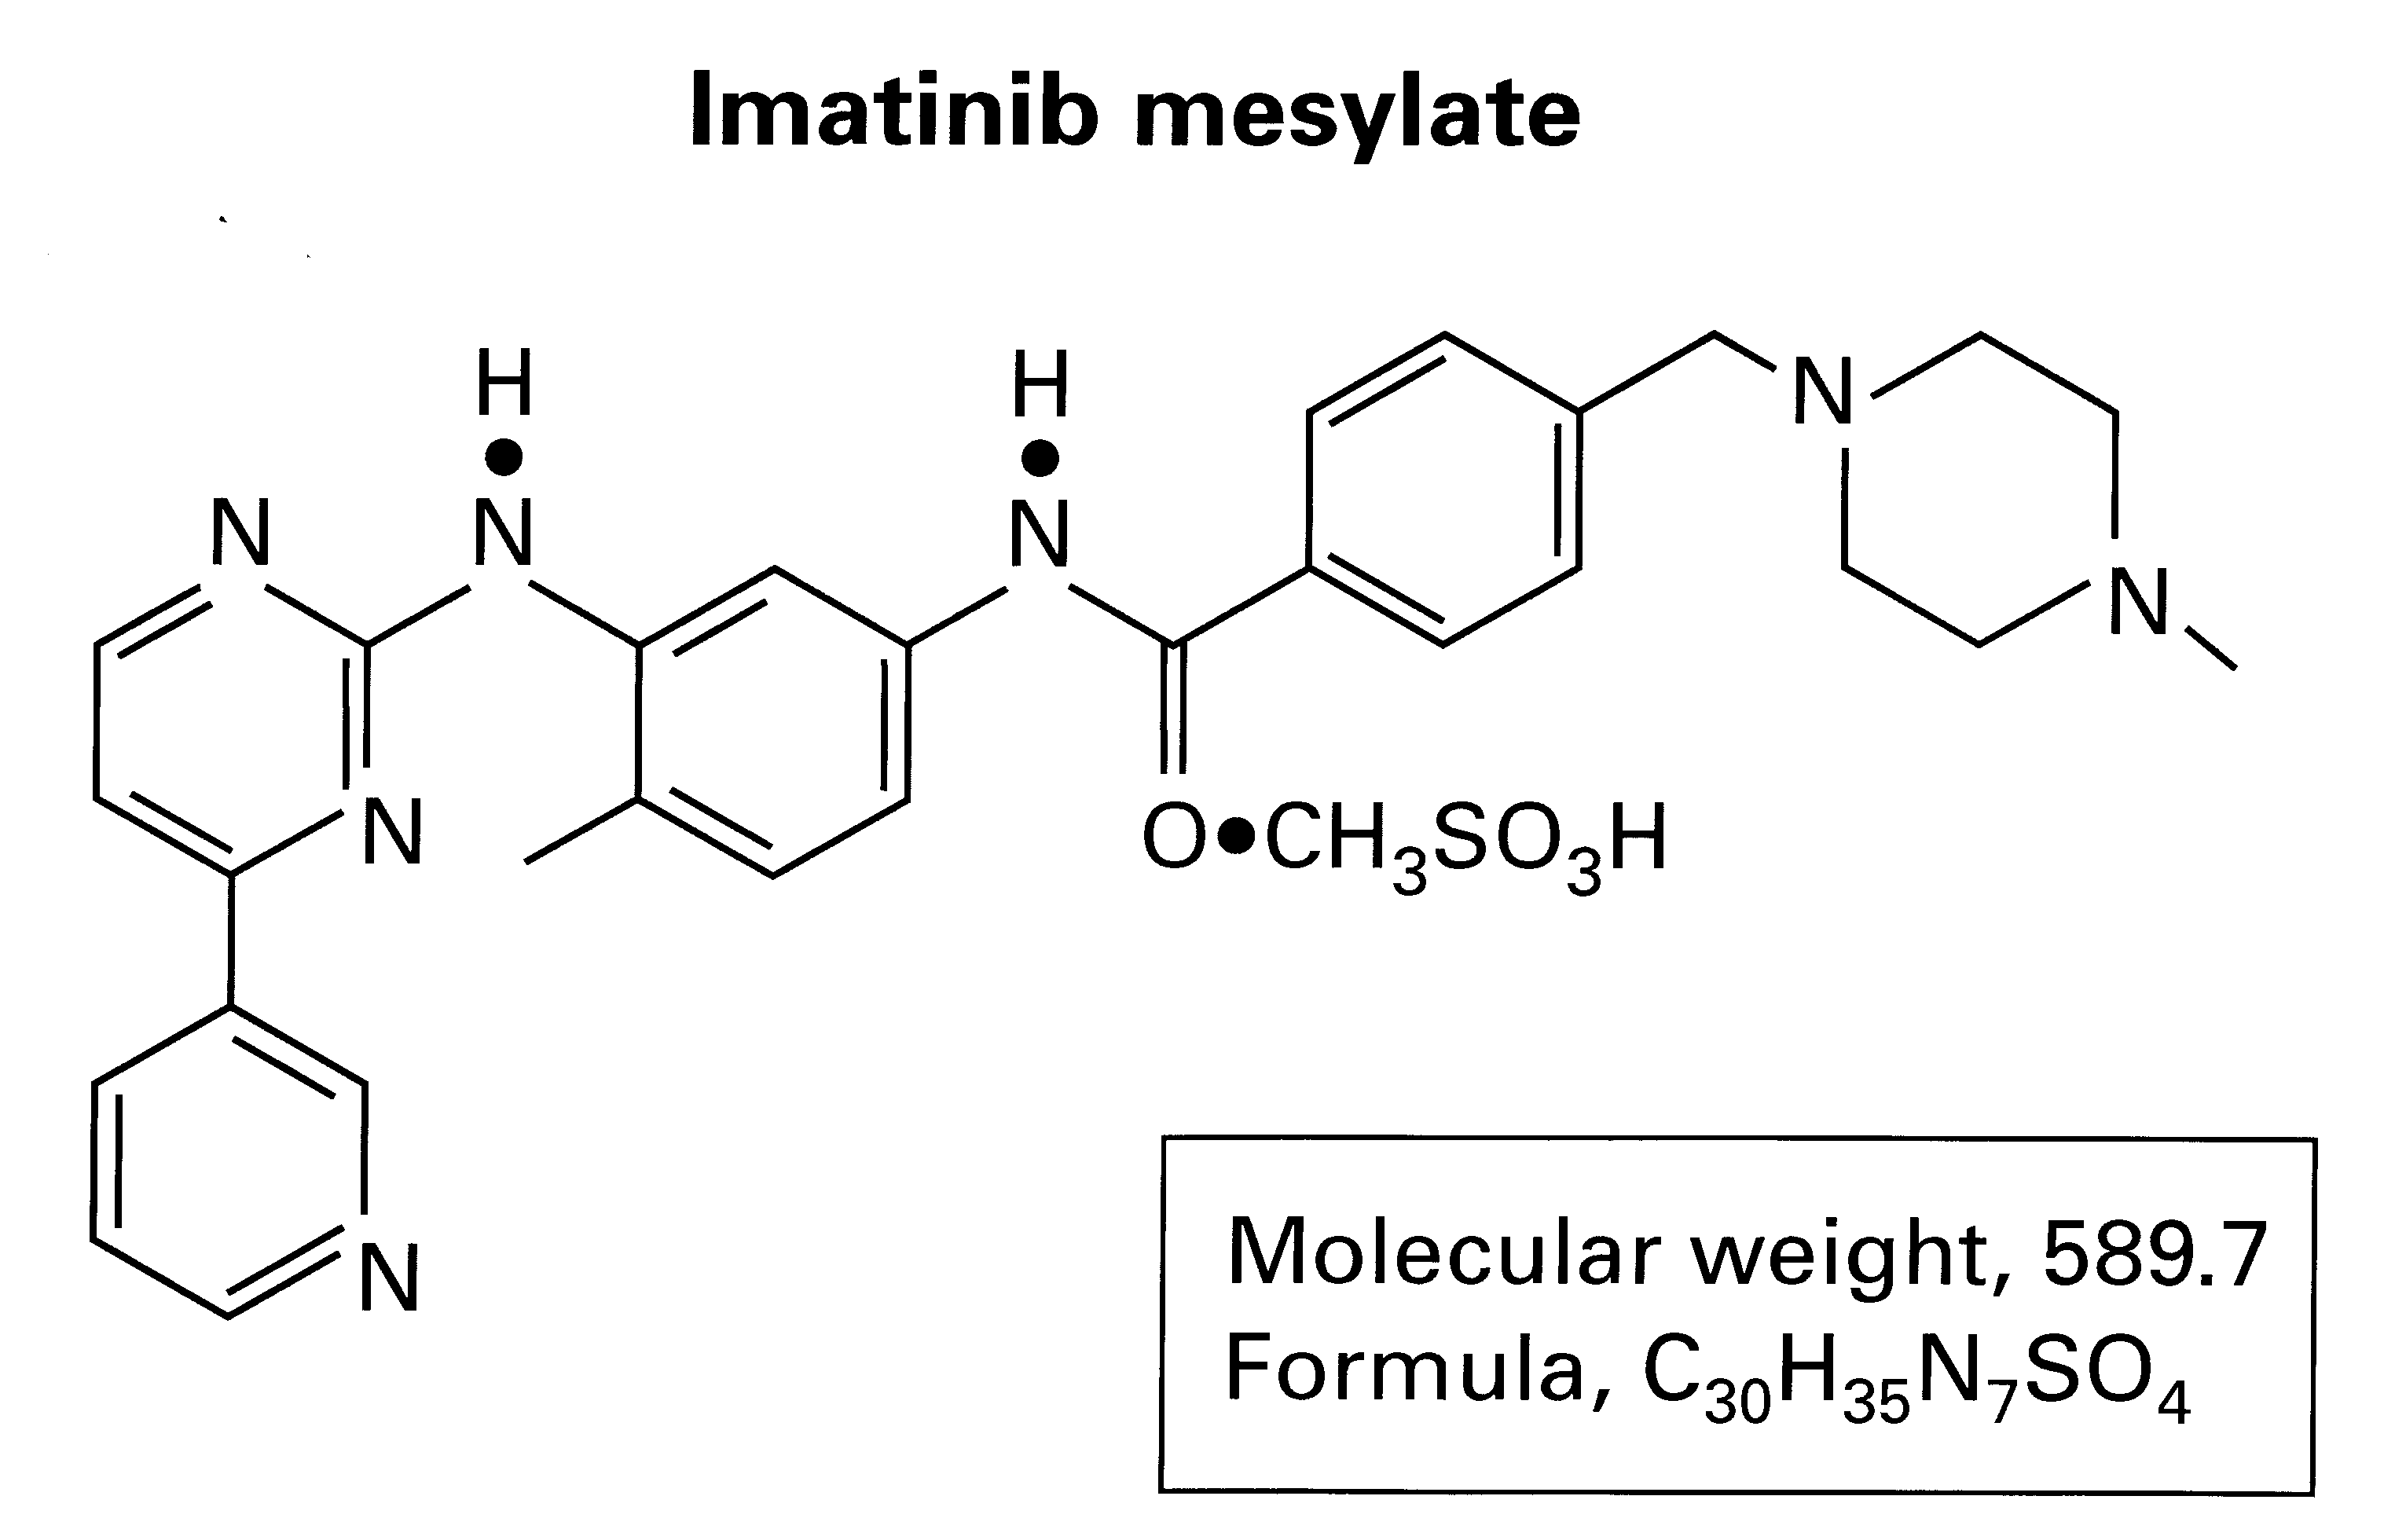 Imatinib mesylate
H
H
N
N
N
N
N
N
O•CH₃SO₃H
N
Molecular weight, 589.7
Formula, C₃₀H₃₅N₇SO₄